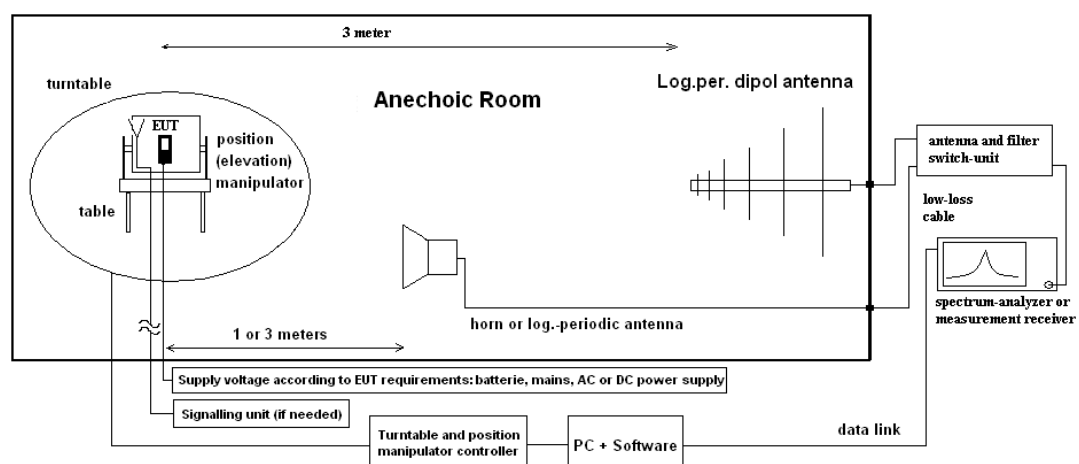 3 meter
turntable
Log.per. dipol antenna
Anechoic Room
EUT
position
(elevation)
manipulator
antenna and filter
switch-unit
table
low-loss
cable
spectrum-analyzer or
measurement receiver
horn or log.-periodic antenna
1 or 3 meters
Supply voltage according to EUT requirements: batterie, mains, AC or DC power supply
Signalling unit (if needed)
Turntable and position
manipulator controller
PC + Software
data link